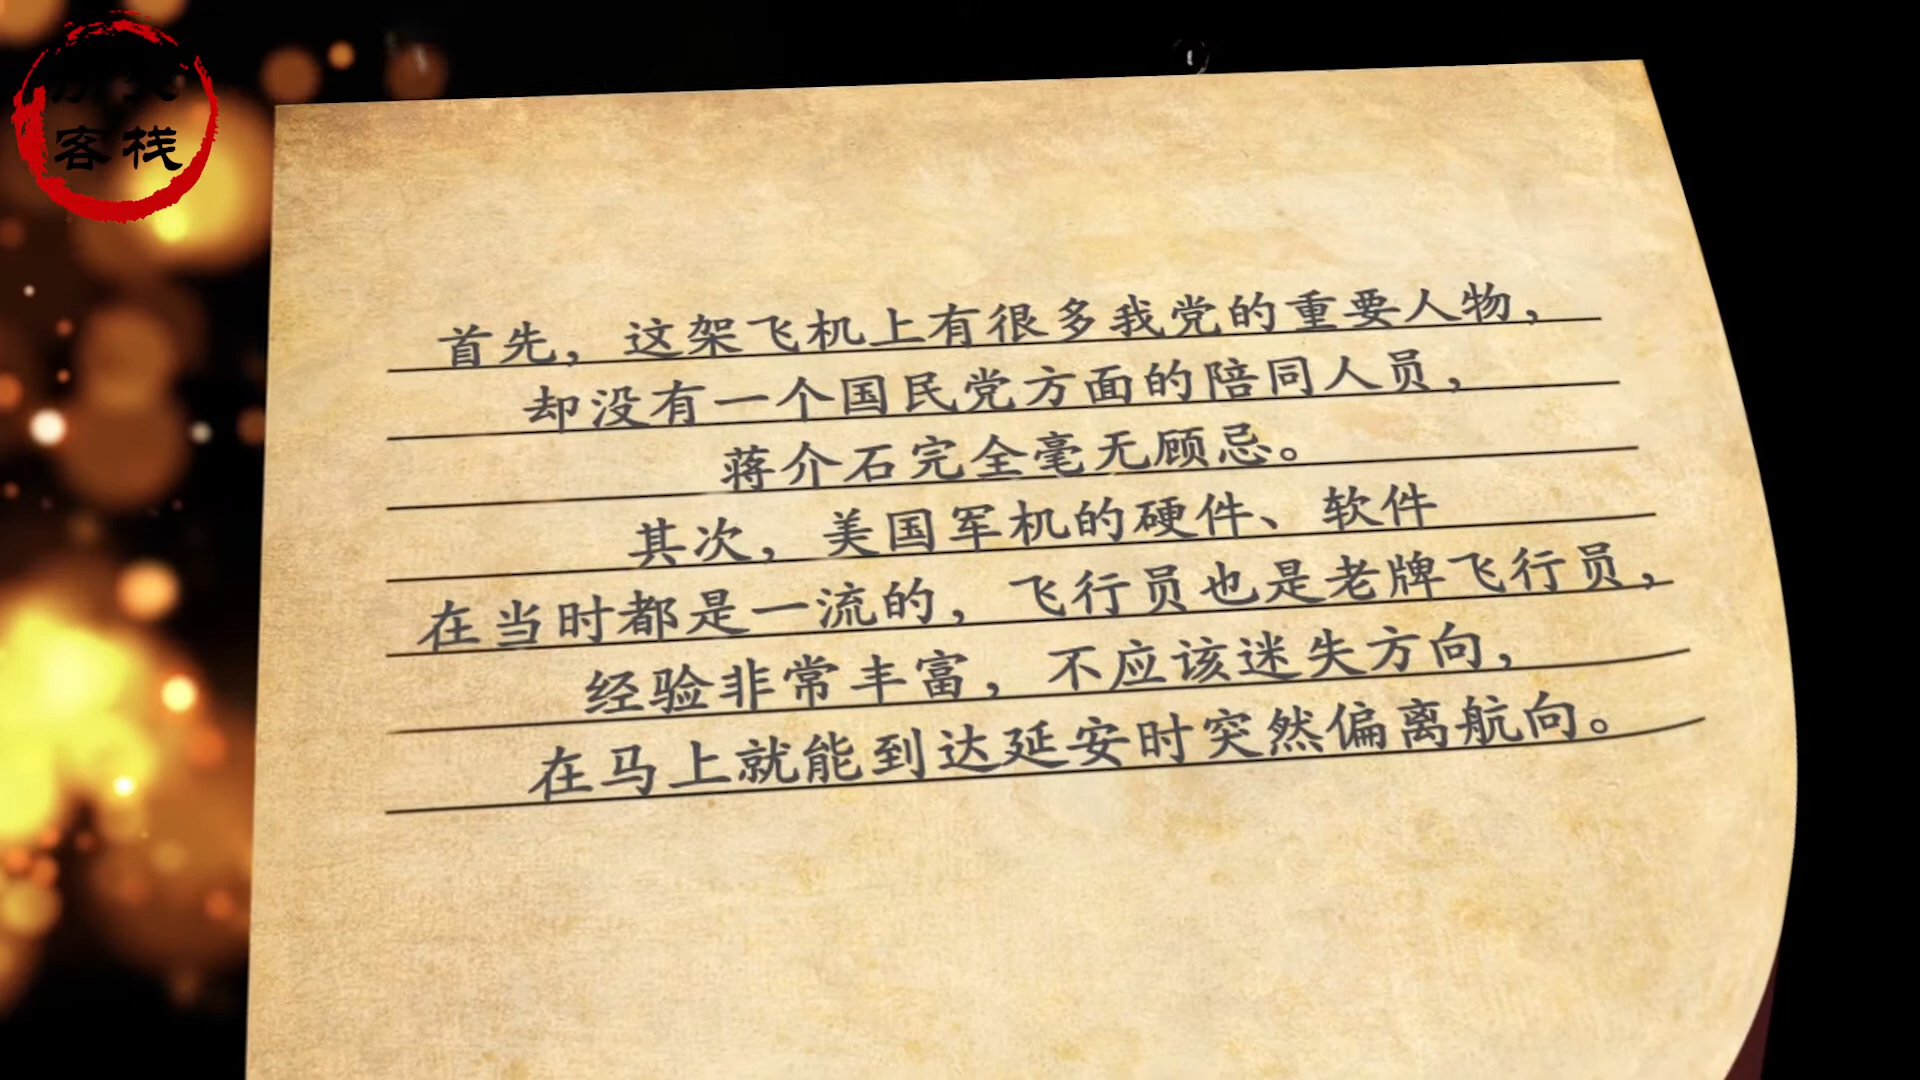 客栈
首先，这架飞机上有很多我党的重要人物，
却没有一个国民党方面的陪同人员，
蒋介石完全毫无顾忌。
其次，美国军机的硬件、软件
在当时都是一流的，飞行员也是老牌飞行员，
经验非常丰富，不应该迷失方向，
在马上就能到达延安时突然偏离航向。